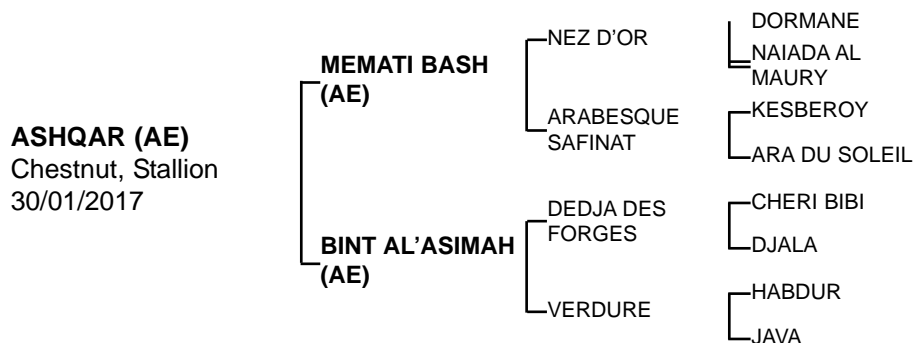 ASHQAR (AE)
Chestnut, Stallion
30/01/2017
MEMATI BASH
(AE)
BINT AL’ASIMAH
(AE)
NEZ D’OR
ARABESQUE
SAFINAT
DEDJA DES
FORGES
VERDURE
DORMANE
NAIADA AL
MAURY
KESBEROY
ARA DU SOLEIL
CHERI BIBI
DJALA
HABDUR
JAVA